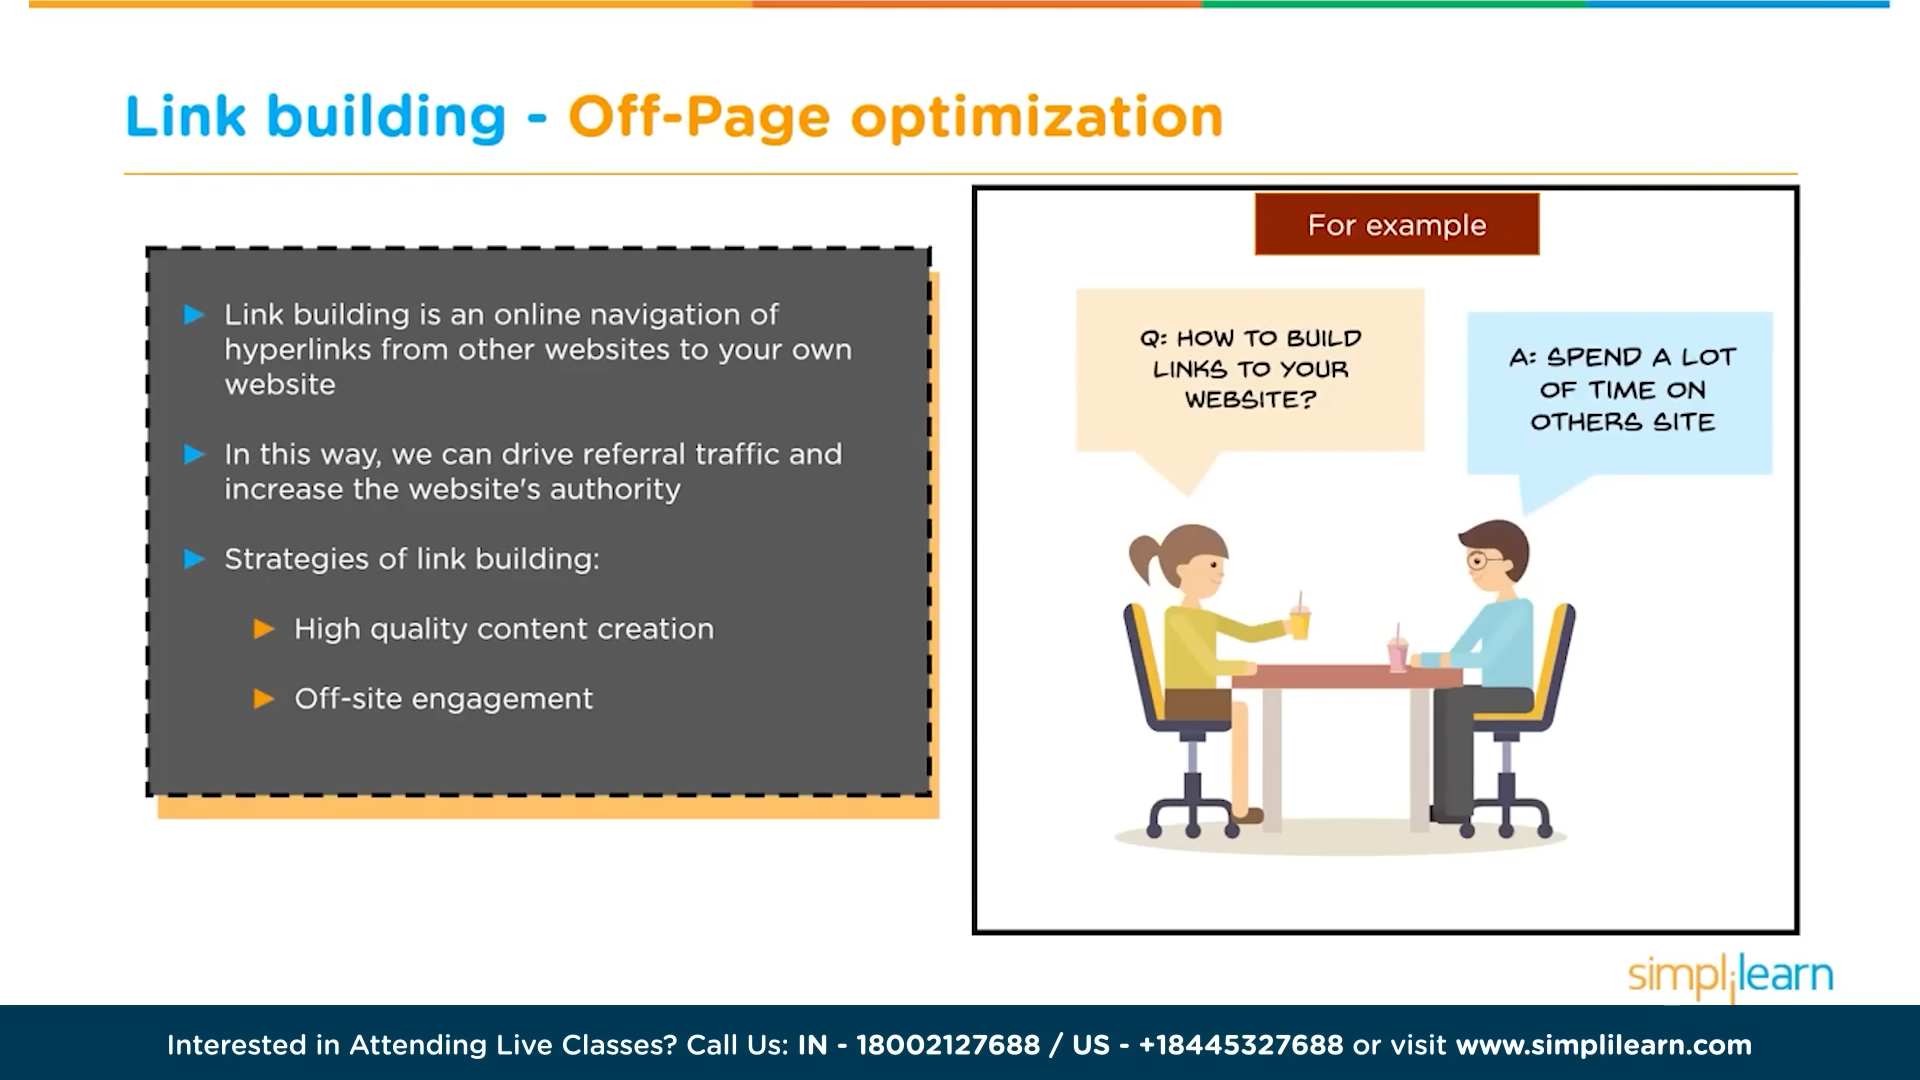 Link building - Off-Page optimization
Link building is an online navigation of
hyperlinks from other websites to your own
website
In this way, we can drive referral traffic and
increase the website's authority
Strategies of link building:
High quality content creation
Off-site engagement
For example
Q: HOW TO BUILD
LINKS TO YOUR
WEBSITE?
A: SPEND A LOT
OF TIME ON
OTHERS SITE
simplilearn
Interested in Attending Live Classes? Call Us: IN - 18002127688 / US - +18445327688 or visit www.simplilearn.com